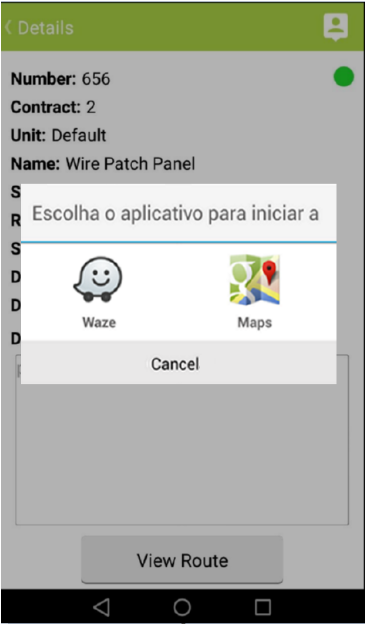 Details
Number: 656
Contract: 2
Unit: Default
Name: Wire Patch Panel
S
R
Escolha o aplicativo para iniciar a
S
D
D
Waze
Maps
D
Cancel
View Route